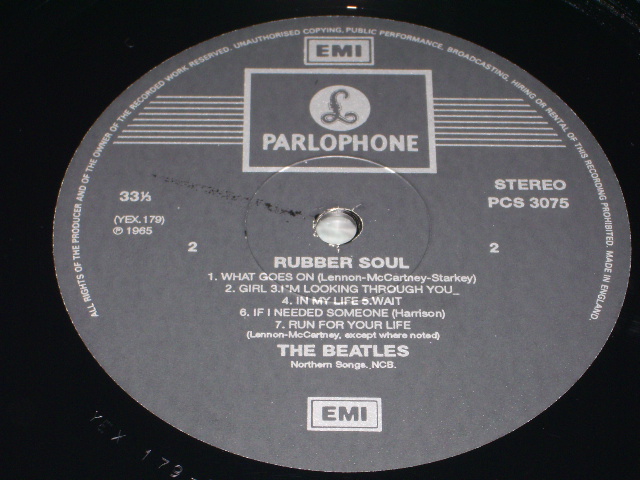 ALL RIGHTS OF THE PRODUCER AND OF THE OWNER OF THE RECORDED WORK RESERVED. UNAUTHORISED COPYING, PUBLIC PERFORMANCE, BROADCASTING, HIRING OR RENTAL OF THIS RECORDING PROHIBITED. MADE IN ENGLAND.
EMI
£
PARLOPHONE
33⅓
STEREO
PCS 3075
(YEX.179)
℗ 1965
2
2
RUBBER SOUL
1. WHAT GOES ON (Lennon-McCartney-Starkey)
2. GIRL 3.I'M LOOKING THROUGH YOU_
4. IN MY LIFE 5.WAIT
6. IF I NEEDED SOMEONE (Harrison)
7. RUN FOR YOUR LIFE
(Lennon-McCartney, except where noted)
THE BEATLES
Northern Songs. NCB.
EMI
YEX 179-